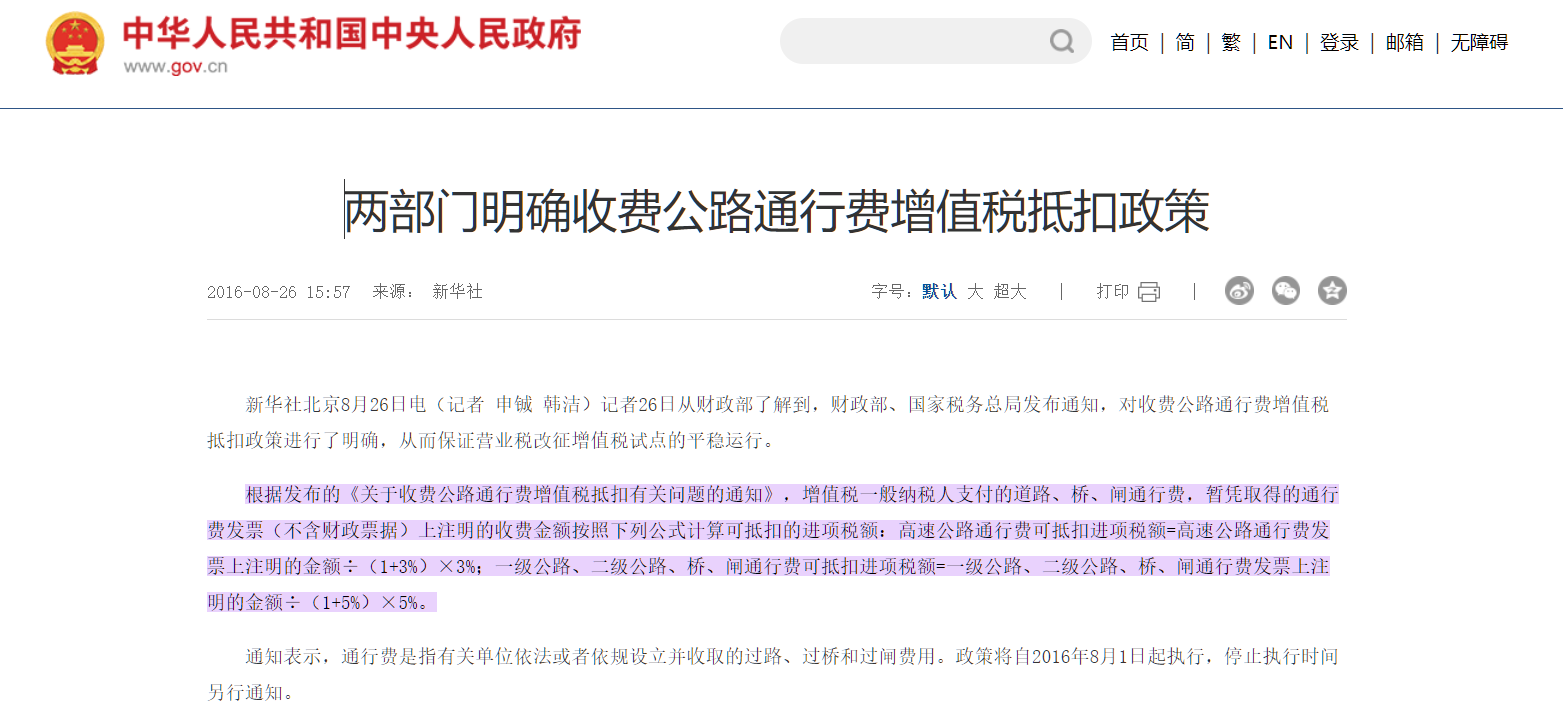 中华人民共和国中央人民政府
www.gov.cn
首页 | 简 | 繁 | EN | 登录 | 邮箱 | 无障碍
两部门明确收费公路通行费增值税抵扣政策
2016-08-26 15:57 来源： 新华社
字号：默认 大 超大 | 打印 |
新华社北京8月26日电（记者 申铖 韩洁）记者26日从财政部了解到，财政部、国家税务总局发布通知，对收费公路通行费增值税
抵扣政策进行了明确，从而保证营业税改征增值税试点的平稳运行。
根据发布的《关于收费公路通行费增值税抵扣有关问题的通知》，增值税一般纳税人支付的道路、桥、闸通行费，暂凭取得的通行
费发票（不含财政票据）上注明的收费金额按照下列公式计算可抵扣的进项税额：高速公路通行费可抵扣进项税额=高速公路通行费发
票上注明的金额÷（1+3%）×3%；一级公路、二级公路、桥、闸通行费可抵扣进项税额=一级公路、二级公路、桥、闸通行费发票上注
明的金额÷（1+5%）×5%。
通知表示，通行费是指有关单位依法或者依规设立并收取的过路、过桥和过闸费用。政策将自2016年8月1日起执行，停止执行时间
另行通知。